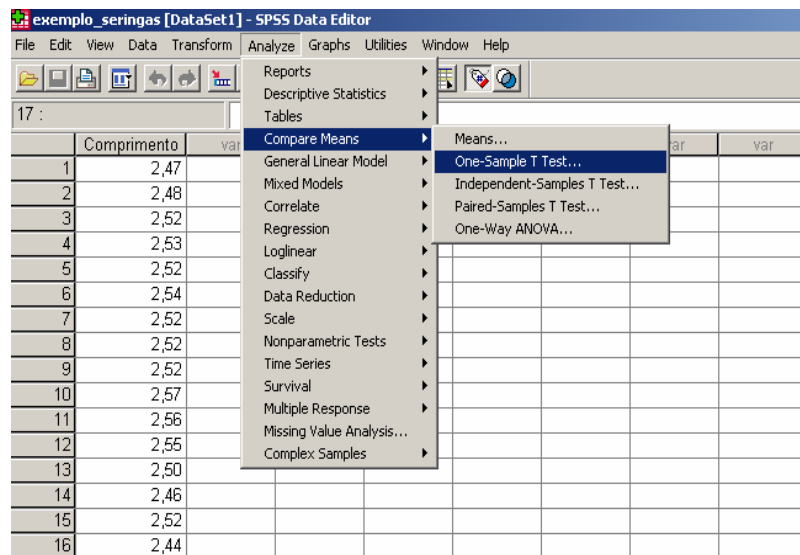 exemplo_seringas [DataSet1] - SPSS Data Editor
File Edit View Data Transform Analyze Graphs Utilities Window Help
17 :
Comprimento var var var
1 2,47
2 2,48
3 2,52
4 2,53
5 2,52
6 2,54
7 2,52
8 2,52
9 2,52
10 2,57
11 2,56
12 2,55
13 2,50
14 2,46
15 2,52
16 2,44
Reports
Descriptive Statistics
Tables
Compare Means
General Linear Model
Mixed Models
Correlate
Regression
Loglinear
Classify
Data Reduction
Scale
Nonparametric Tests
Time Series
Survival
Multiple Response
Missing Value Analysis...
Complex Samples
Means...
One-Sample T Test...
Independent-Samples T Test...
Paired-Samples T Test...
One-Way ANOVA...